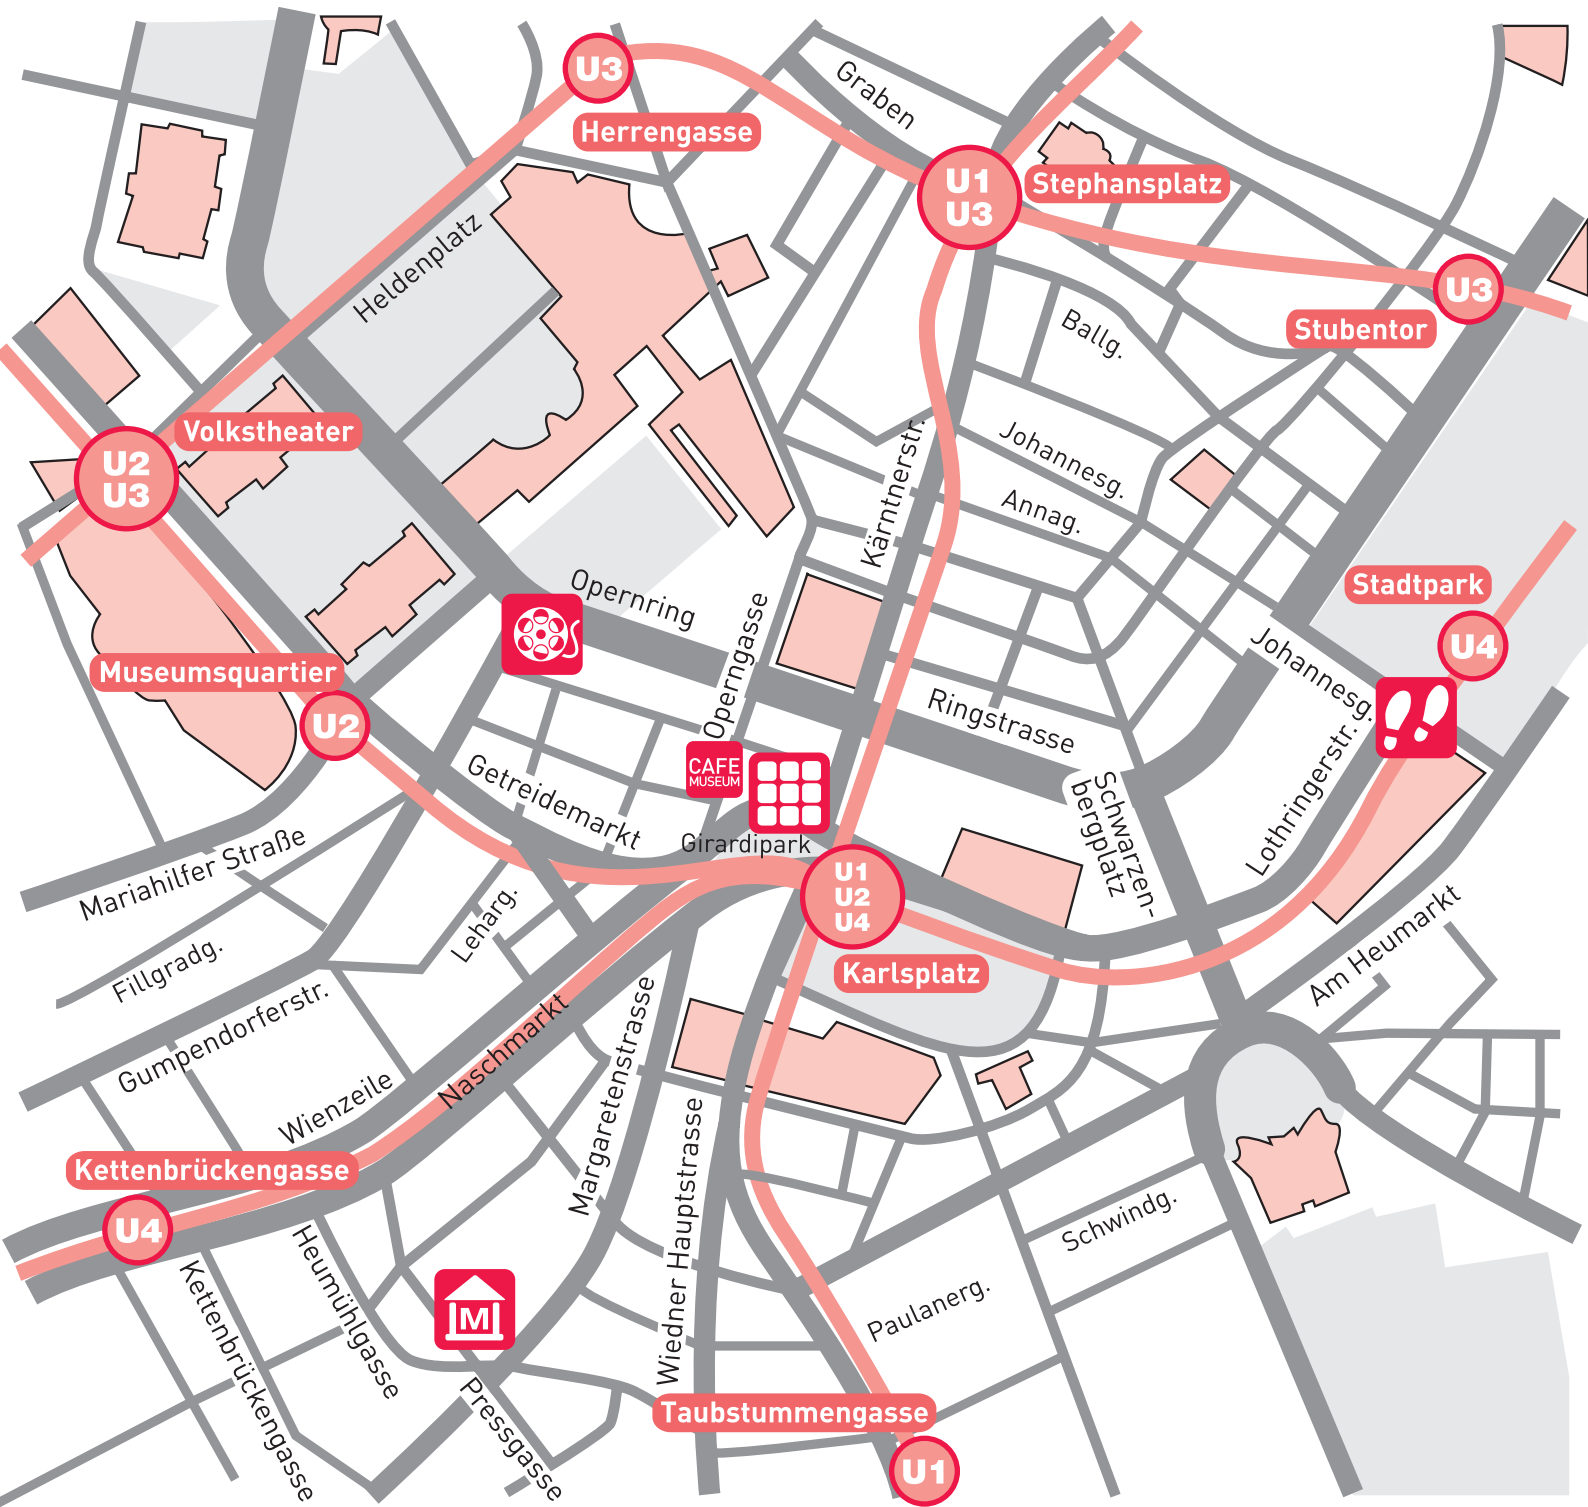 U3
Herrengasse
Graben
U1
U3
Stephansplatz
Heldenplatz
U3
Stubentor
Ballg.
Volkstheater
U2
U3
Kärntnerstr.
Johannesg.
Annag.
Stadtpark
U4
Opernring
Operngasse
Johannesg.
Museumsquartier
U2
Ringstrasse
Lothringerstr.
CAFE
MUSEUM
Getreidemarkt
Girardipark
Schwarzen-
bergplatz
Mariahilfer Straße
U1
U2
U4
Karlsplatz
Leharg.
Fillgradg.
Am Heumarkt
Gumpendorferstr.
Naschmarkt
Margaretenstrasse
Wienzeile
Wiedner Hauptstrasse
Kettenbrückengasse
U4
Schwindg.
Heumühlgasse
Kettenbrückengasse
M
Paulanerg.
Pressgasse
Taubstummengasse
U1